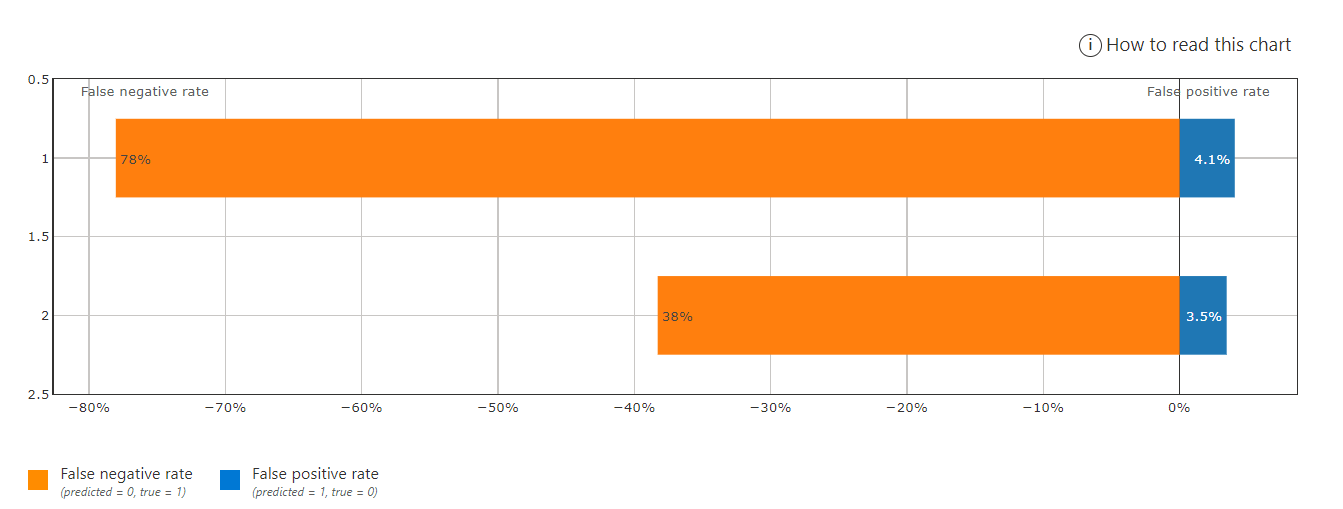 How to read this chart
0.5
False negative rate
False positive rate
78%
4.1%
1
1.5
38%
3.5%
2
2.5
−80%
−70%
−60%
−50%
−40%
−30%
−20%
−10%
0%
False negative rate
(predicted = 0, true = 1)
False positive rate
(predicted = 1, true = 0)